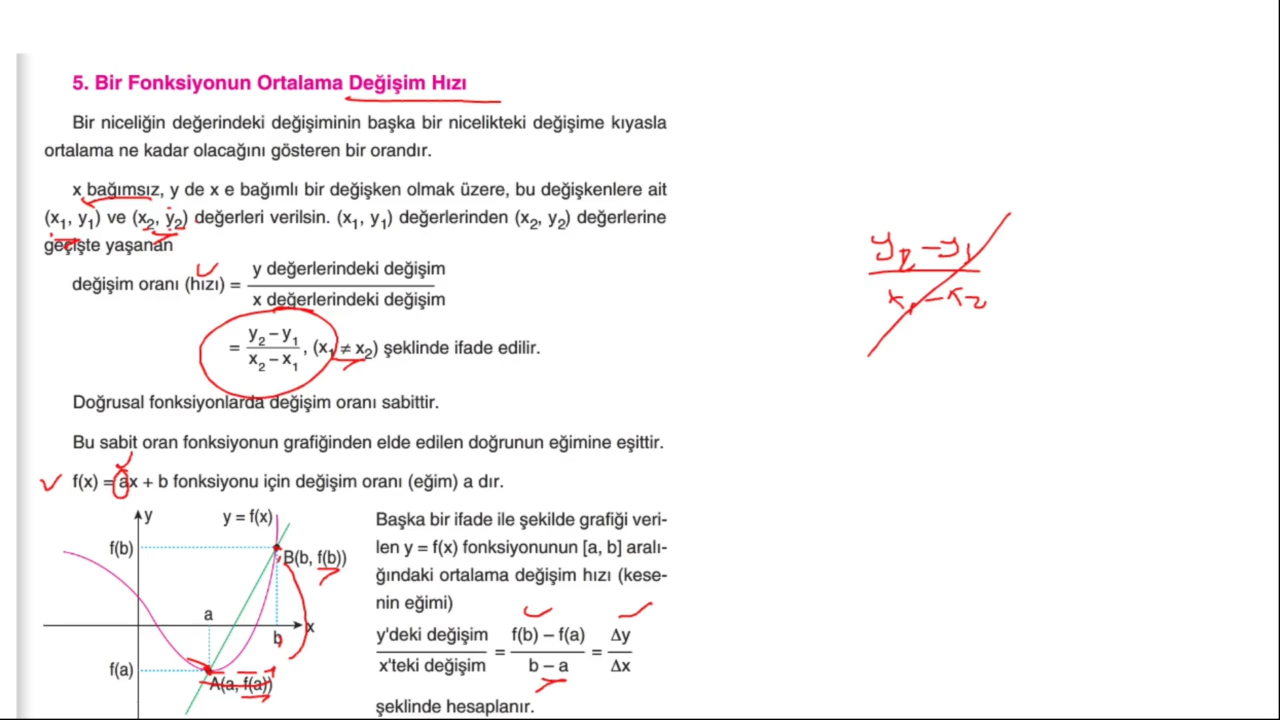 5. Bir Fonksiyonun Ortalama Değişim Hızı
Bir niceliğin değerindeki değişiminin başka bir nicelikteki değişime kıyasla
ortalama ne kadar olacağını gösteren bir orandır.
x bağımsız, y de x e bağımlı bir değişken olmak üzere, bu değişkenlere ait
(x₁, y₁) ve (x₂, y₂) değerleri verilsin. (x₁, y₁) değerlerinden (x₂, y₂) değerlerine
geçişte yaşanan
değişim oranı (hızı) = y değerlerindeki değişim / x değerlerindeki değişim
= y₂ – y₁ / x₂ – x₁ , (x₁ ≠ x₂) şeklinde ifade edilir.
y₂ – y₁
x₁ – x₂
Doğrusal fonksiyonlarda değişim oranı sabittir.
Bu sabit oran fonksiyonun grafiğinden elde edilen doğrunun eğimine eşittir.
f(x) = ax + b fonksiyonu için değişim oranı (eğim) a dır.
y
y = f(x)
f(b)
B(b, f(b))
a
x
b
f(a)
A(a, f(a))
Başka bir ifade ile şekilde grafiği veri-
len y = f(x) fonksiyonunun [a, b] aralı-
ğındaki ortalama değişim hızı (kese-
nin eğimi)
y'deki değişim / x'teki değişim = f(b) – f(a) / b – a = Δy / Δx
şeklinde hesaplanır.